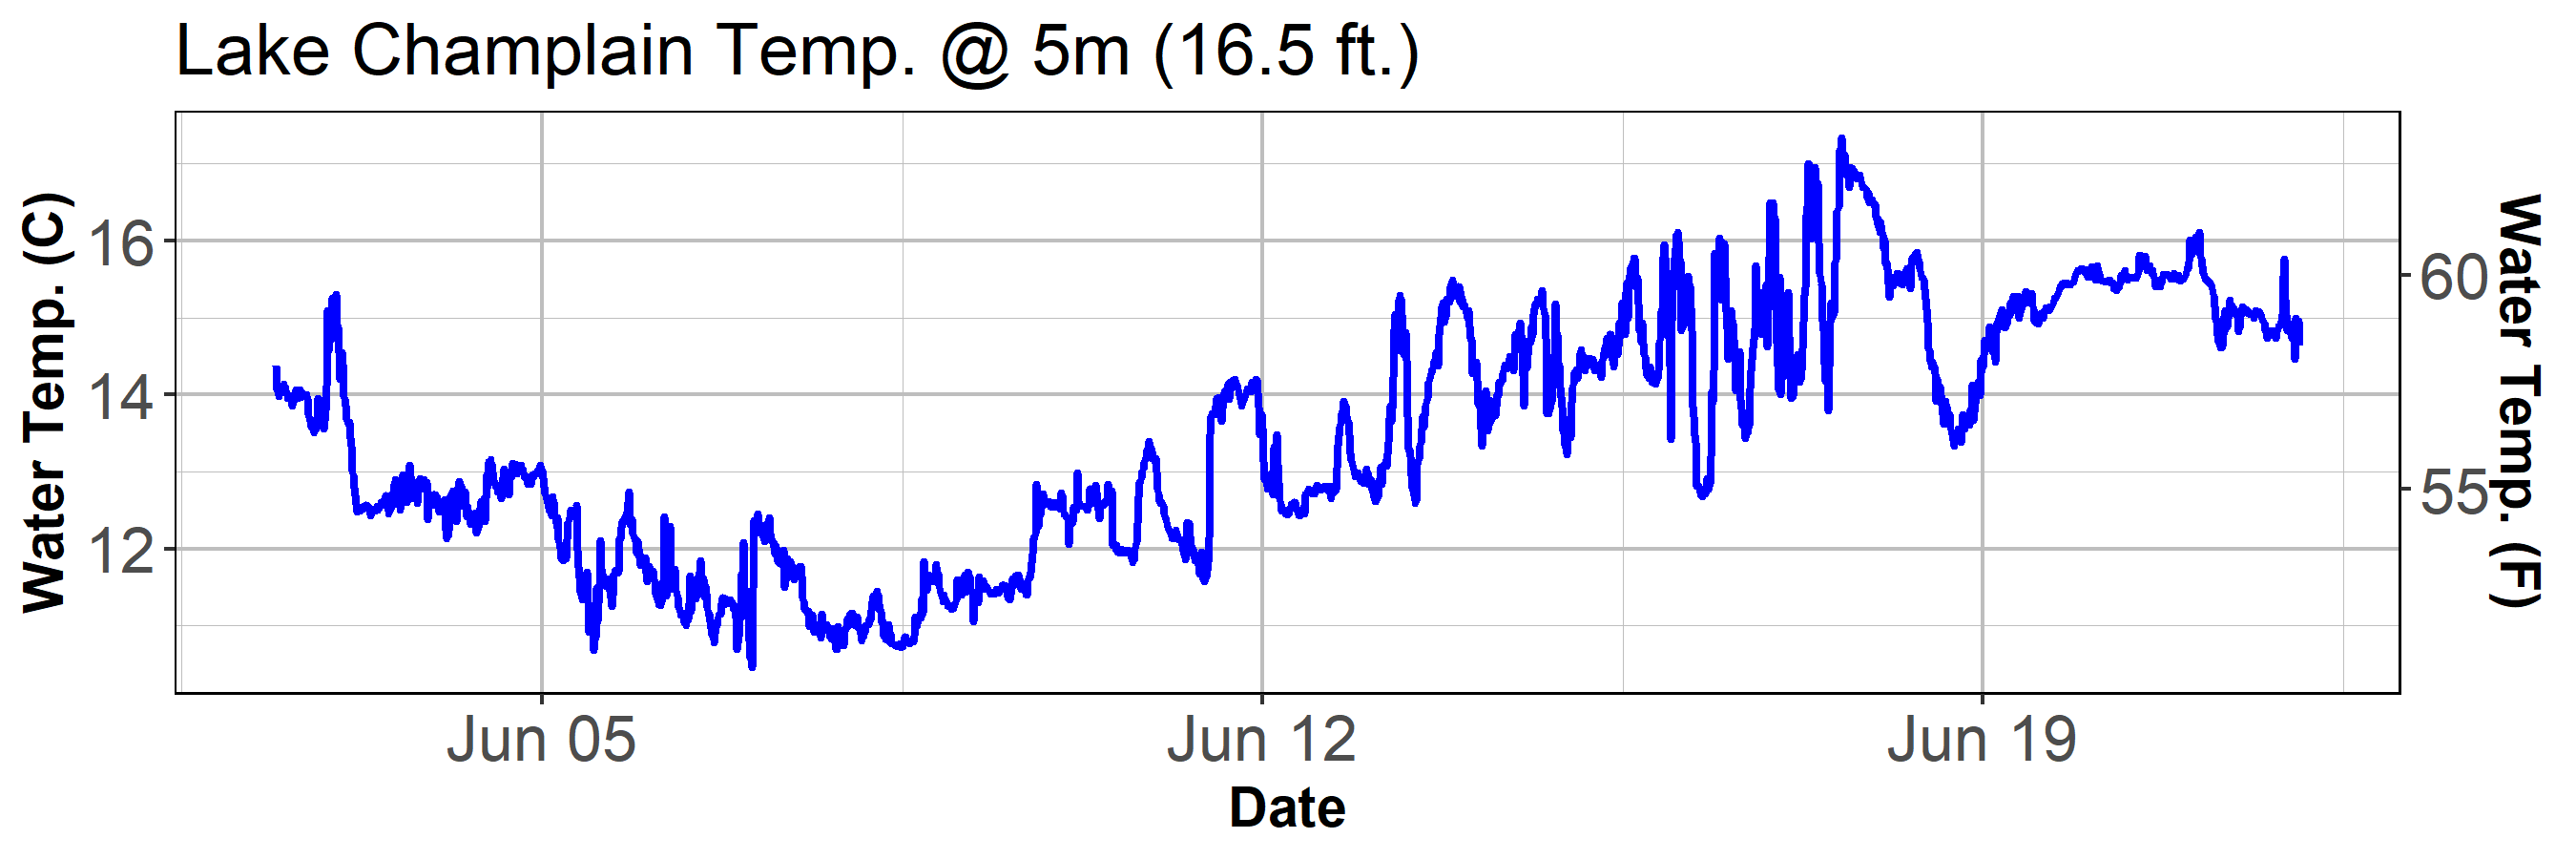 Lake Champlain Temp. @ 5m (16.5 ft.)
Water Temp. (C)
16
14
12
60
55
Water Temp. (F)
Jun 05
Jun 12
Jun 19
Date